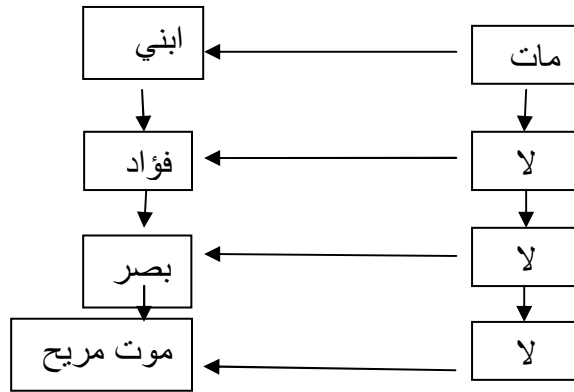 مات ابني
لا فؤاد
لا بصر
لا موت مريح